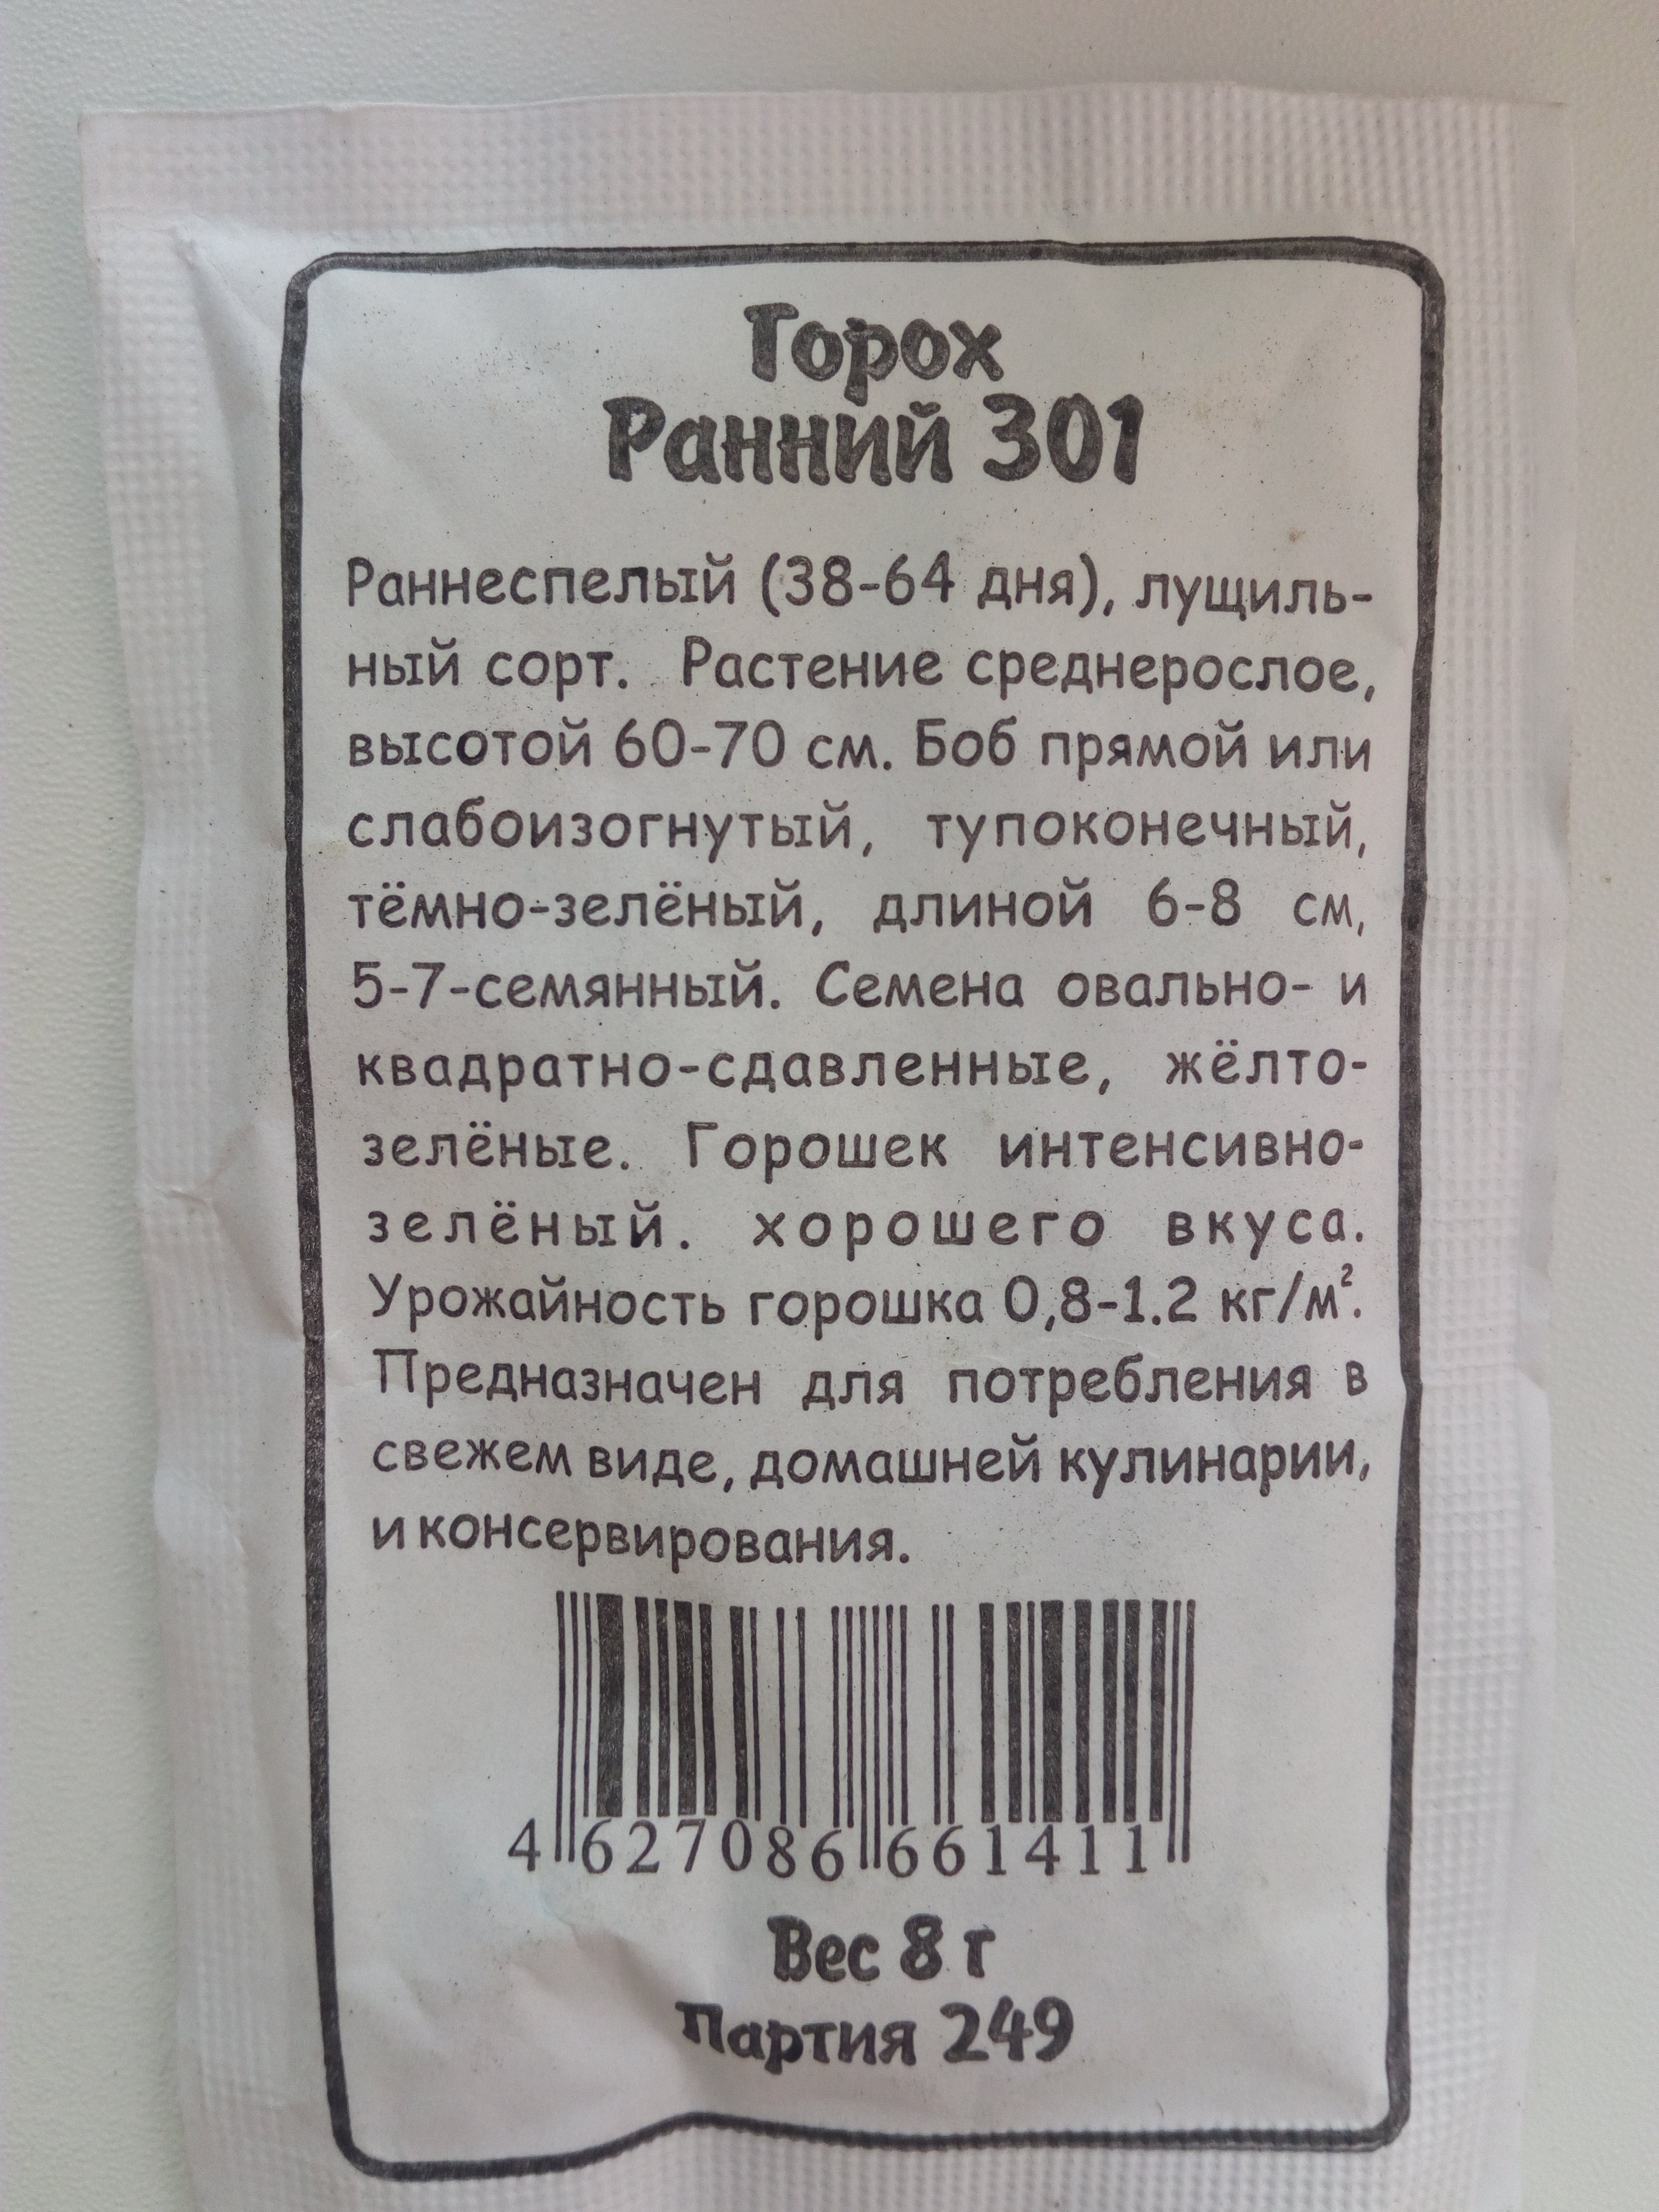 Горох
Ранний 301
Раннеспелый (38-64 дня), лущиль-
ный сорт. Растение среднерослое,
высотой 60-70 см. Боб прямой или
слабоизогнутый, тупоконечный,
тёмно-зелёный, длиной 6-8 см,
5-7-семянный. Семена овально- и
квадратно-сдавленные, жёлто-
зелёные. Горошек интенсивно-
зелёный. хорошего вкуса.
Урожайность горошка 0,8-1.2 кг/м².
Предназначен для потребления в
свежем виде, домашней кулинарии,
и консервирования.
4 627086 661411
Вес 8 г
Партия 249